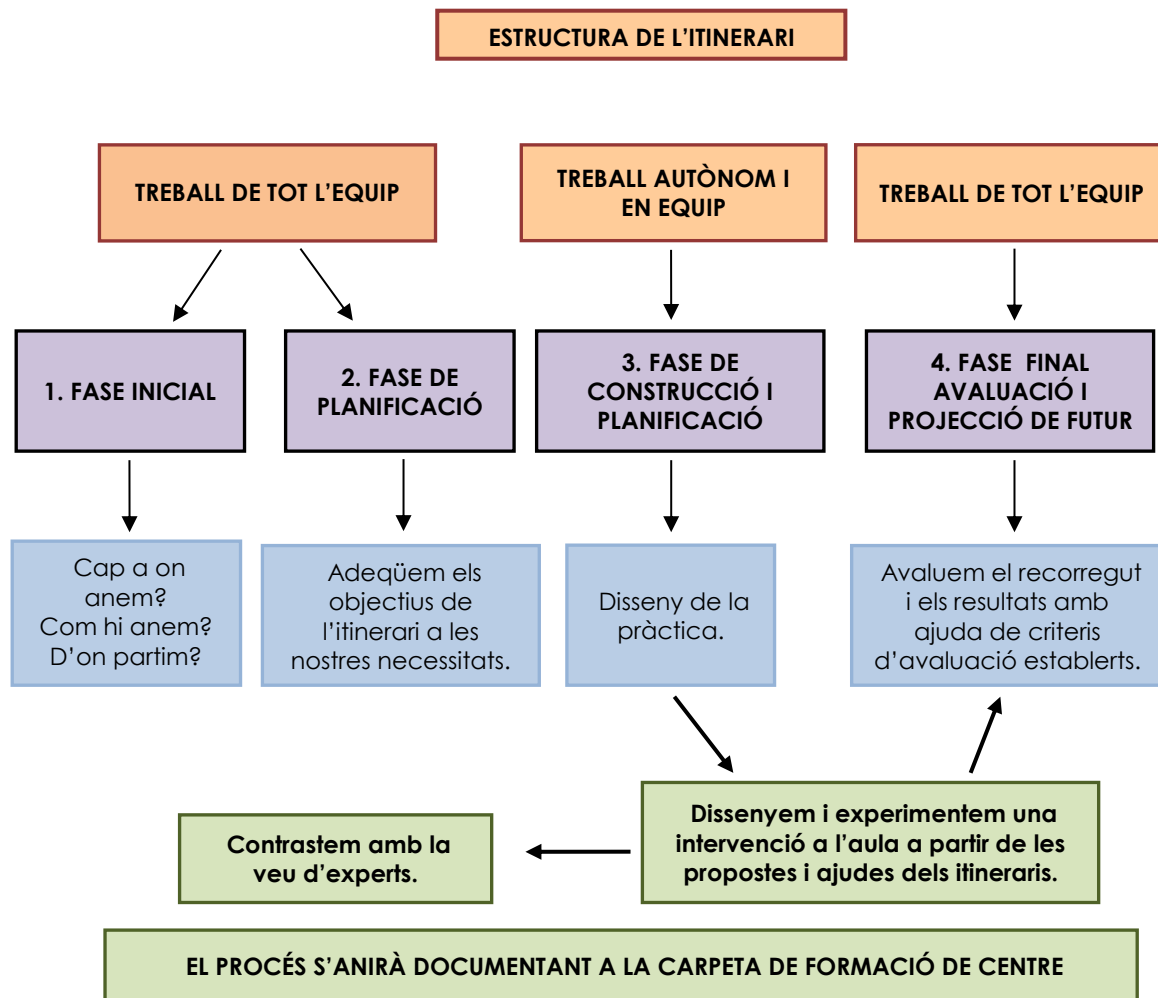 ESTRUCTURA DE L’ITINERARI
TREBALL DE TOT L’EQUIP
TREBALL AUTÒNOM I
EN EQUIP
TREBALL DE TOT L’EQUIP
1. FASE INICIAL
2. FASE DE
PLANIFICACIÓ
3. FASE DE
CONSTRUCCIÓ I
PLANIFICACIÓ
4. FASE FINAL
AVALUACIÓ I
PROJECCIÓ DE FUTUR
Cap a on
anem?
Com hi anem?
D’on partim?
Adeqüem els
objectius de
l’itinerari a les
nostres necessitats.
Disseny de la
pràctica.
Avaluem el recorregut
i els resultats amb
ajuda de criteris
d’avaluació establerts.
Contrastem amb la
veu d’experts.
Dissenyem i experimentem una
intervenció a l’aula a partir de les
propostes i ajudes dels itineraris.
EL PROCÉS S’ANIRÀ DOCUMENTANT A LA CARPETA DE FORMACIÓ DE CENTRE